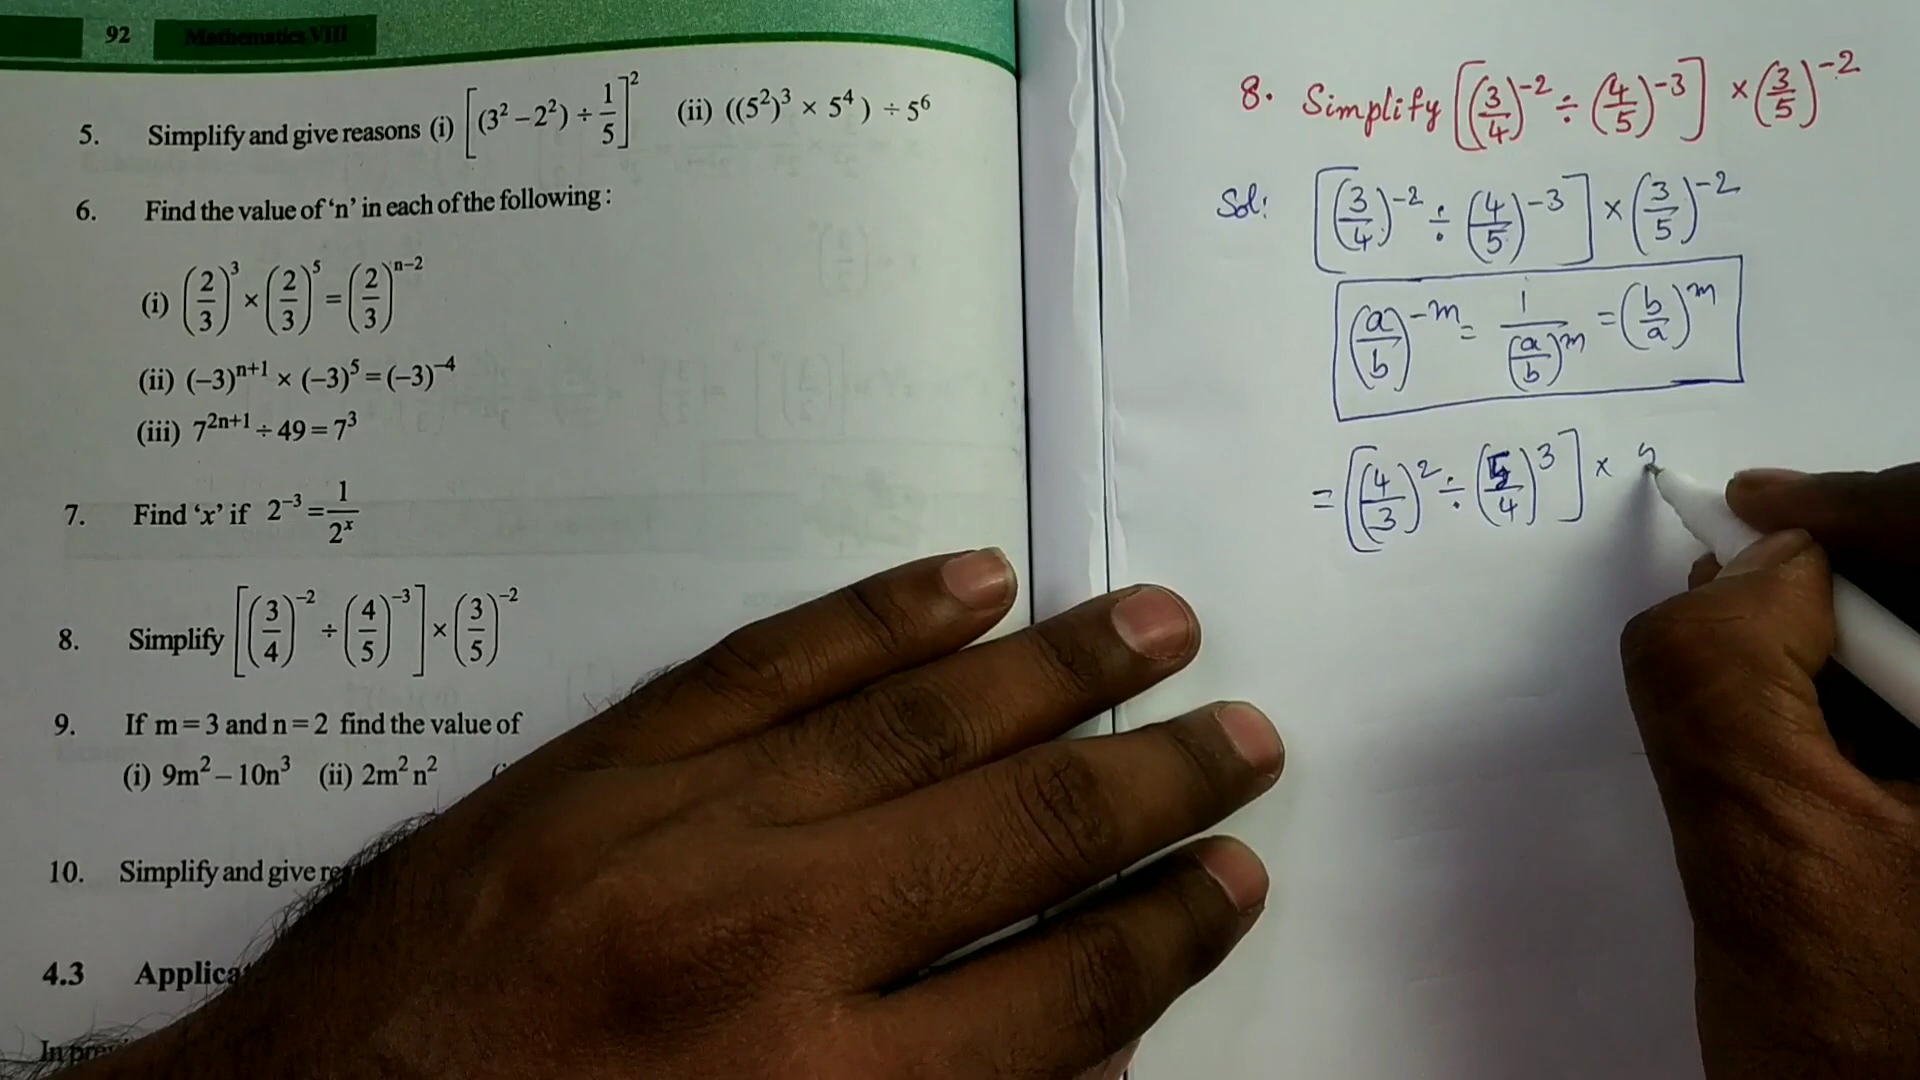 92 Mathematics VIII
5. Simplify and give reasons (i) [(3² – 2²) ÷ 1/5]² (ii) ((5²)³ × 5⁴) ÷ 5⁶
6. Find the value of ‘n’ in each of the following :
(i) (2/3)³ × (2/3)⁵ = (2/3)ⁿ⁻²
(ii) (–3)ⁿ⁺¹ × (–3)⁵ = (–3)⁻⁴
(iii) 7²ⁿ⁺¹ ÷ 49 = 7³
7. Find ‘x’ if 2⁻³ = 1/2ˣ
8. Simplify [(3/4)⁻² ÷ (4/5)⁻³] × (3/5)⁻²
9. If m = 3 and n = 2 find the value of
(i) 9m² – 10n³ (ii) 2m² n²
10. Simplify and give
4.3
8. Simplify [(3/4)⁻² ÷ (4/5)⁻³] × (3/5)⁻²
Sol: [(3/4)⁻² ÷ (4/5)⁻³] × (3/5)⁻²
(a/b)⁻ᵐ = 1/(a/b)ᵐ = (b/a)ᵐ
= [(4/3)² ÷ (5/4)³] ×